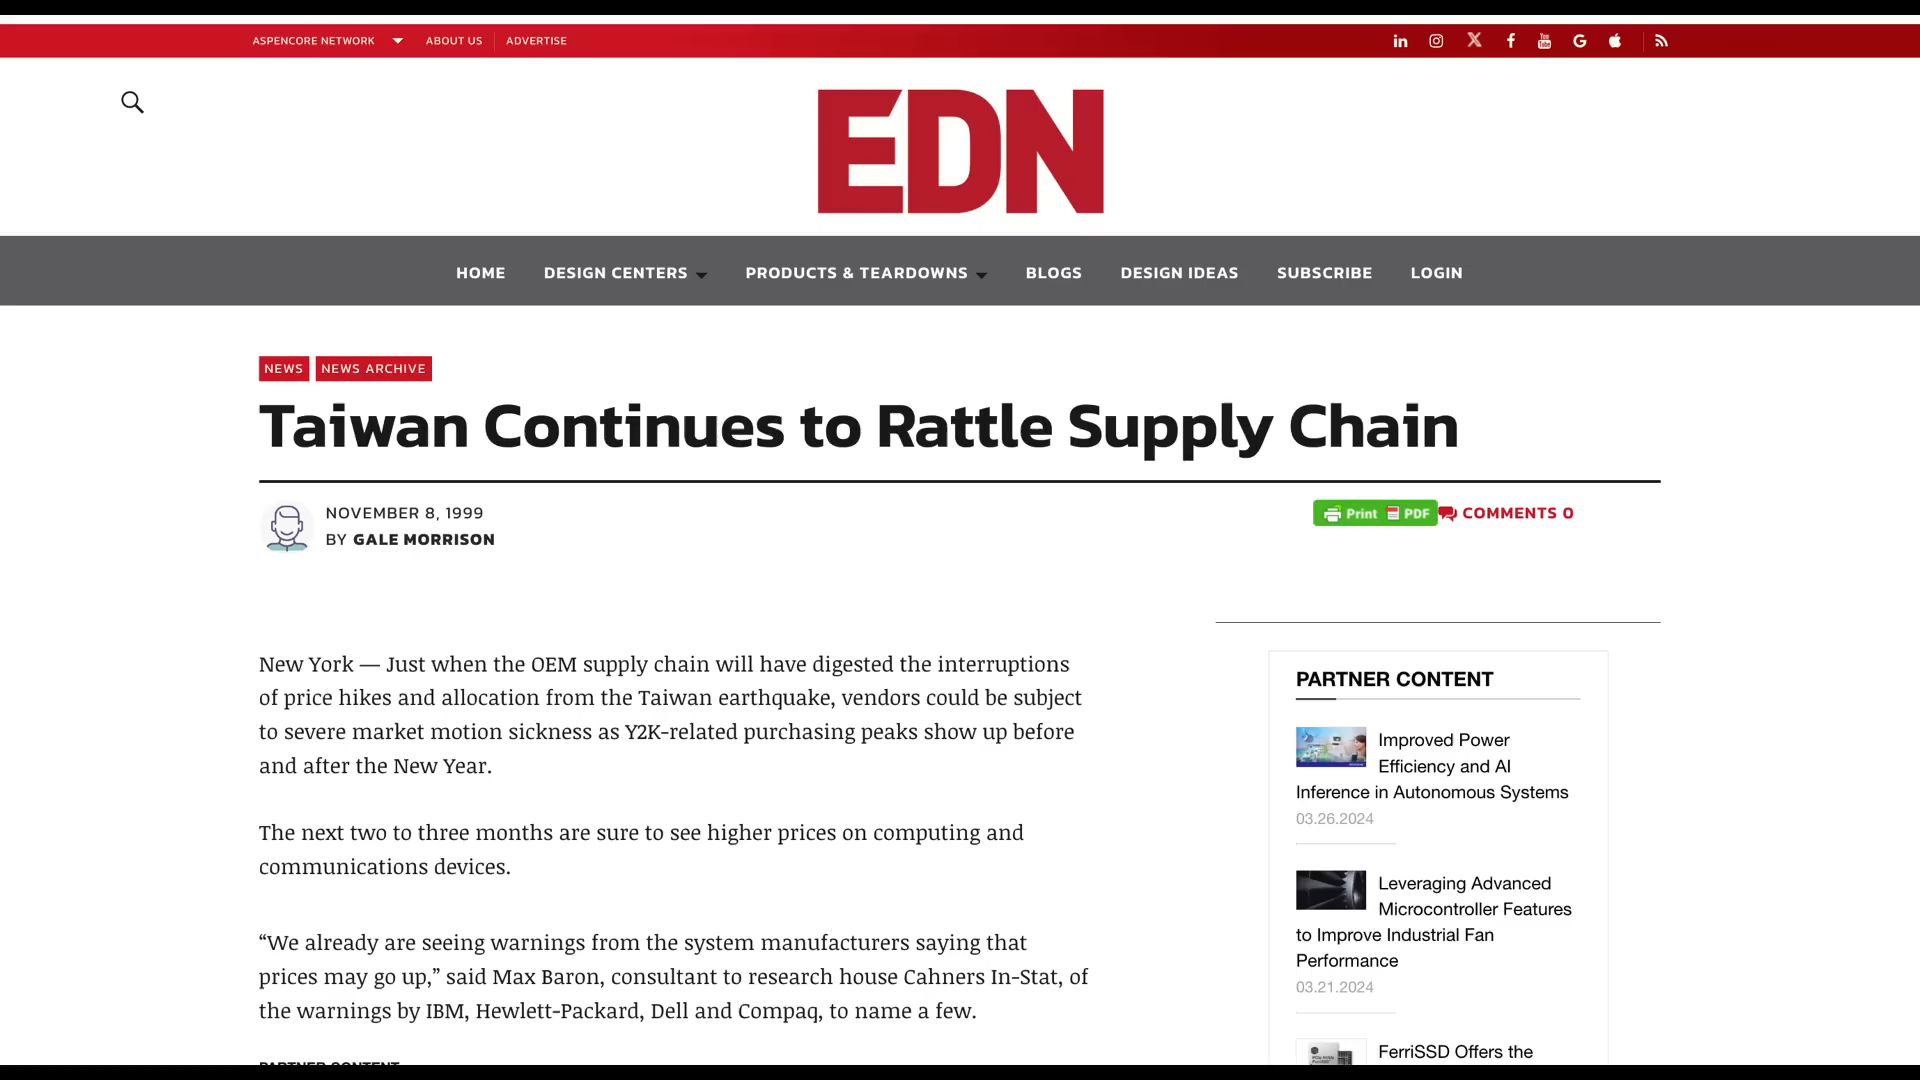 ASPENCORE NETWORK ABOUT US ADVERTISE
EDN
HOME DESIGN CENTERS PRODUCTS & TEARDOWNS BLOGS DESIGN IDEAS SUBSCRIBE LOGIN
NEWS NEWS ARCHIVE
Taiwan Continues to Rattle Supply Chain
NOVEMBER 8, 1999
BY GALE MORRISON
Print PDF COMMENTS 0
New York — Just when the OEM supply chain will have digested the interruptions
of price hikes and allocation from the Taiwan earthquake, vendors could be subject
to severe market motion sickness as Y2K-related purchasing peaks show up before
and after the New Year.
The next two to three months are sure to see higher prices on computing and
communications devices.
“We already are seeing warnings from the system manufacturers saying that
prices may go up,” said Max Baron, consultant to research house Cahners In-Stat, of
the warnings by IBM, Hewlett-Packard, Dell and Compaq, to name a few.
PARTNER CONTENT
PARTNER CONTENT
Improved Power
Efficiency and AI
Inference in Autonomous Systems
03.26.2024
Leveraging Advanced
Microcontroller Features
to Improve Industrial Fan
Performance
03.21.2024
FerriSSD Offers the